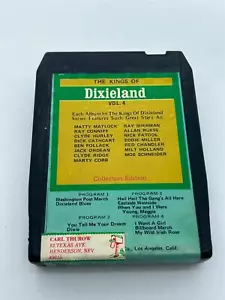 THE KINGS OF
Dixieland
VOL. 4
Each Album In The Kings Of Dixieland
Series Features Such Great Stars As:
MATTY MATLOCK
RAY CONNIFF
CLYDE HURLEY
DICK CATHCART
BEN POLLACK
JACK ORDEAN
CLYDE RIDGE
MARTY CORB
RAY SHERMAN
ALLAN REUSS
NICK FATOOL
EDDIE MILLER
RED CHANDLER
MILT HOLLAND
MOE SCHNEIDER
Collectors Edition
PROGRAM 1
Washington Post March
Dixieland Blues
PROGRAM 2
You Tell Me Your Dream
Dixie
Hail Hail The Gang's All Here
Eastside Westside
When You and I Were
Young, Maggie
PROGRAM 4
I Want A Girl
Billboard March
My Wild Irish Rose
CARL THUROW
AVE
HENDERSON, NEV
Los Angeles, Calif.